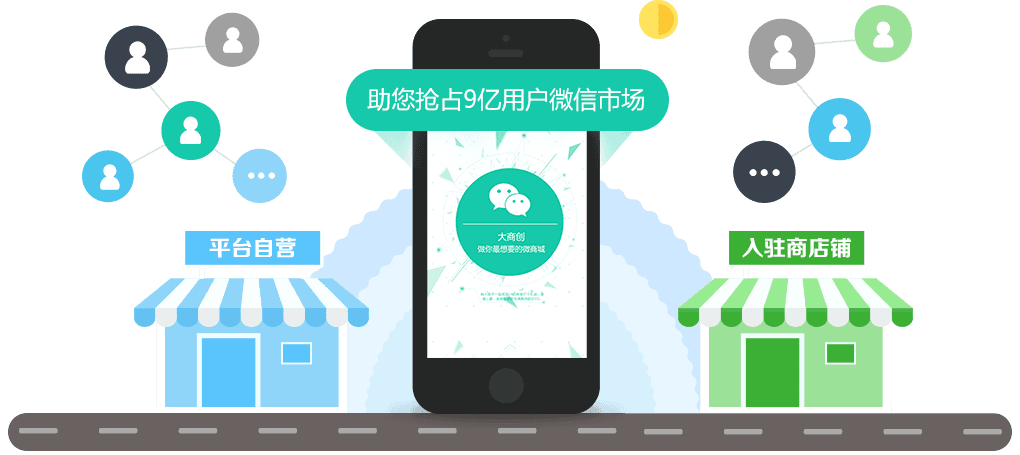 助您抢占9亿用户微信市场
大商创
做你最想要的微商城
平台自营
入驻商店铺